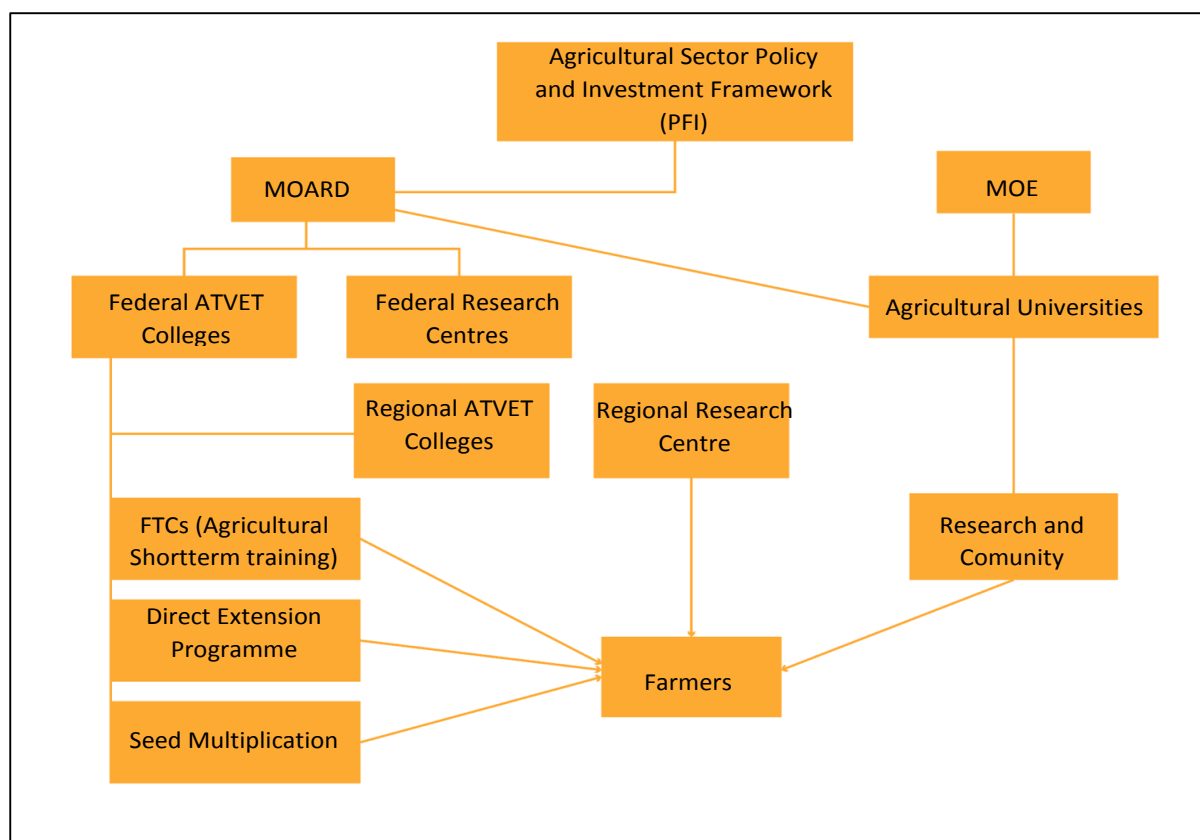 Agricultural Sector Policy
and Investment Framework
(PFI)
MOARD
MOE
Federal ATVET
Colleges
Federal Research
Centres
Agricultural Universities
Regional ATVET
Colleges
Regional Research
Centre
FTCs (Agricultural
Shortterm training)
Research and
Comunity
Direct Extension
Programme
Farmers
Seed Multiplication